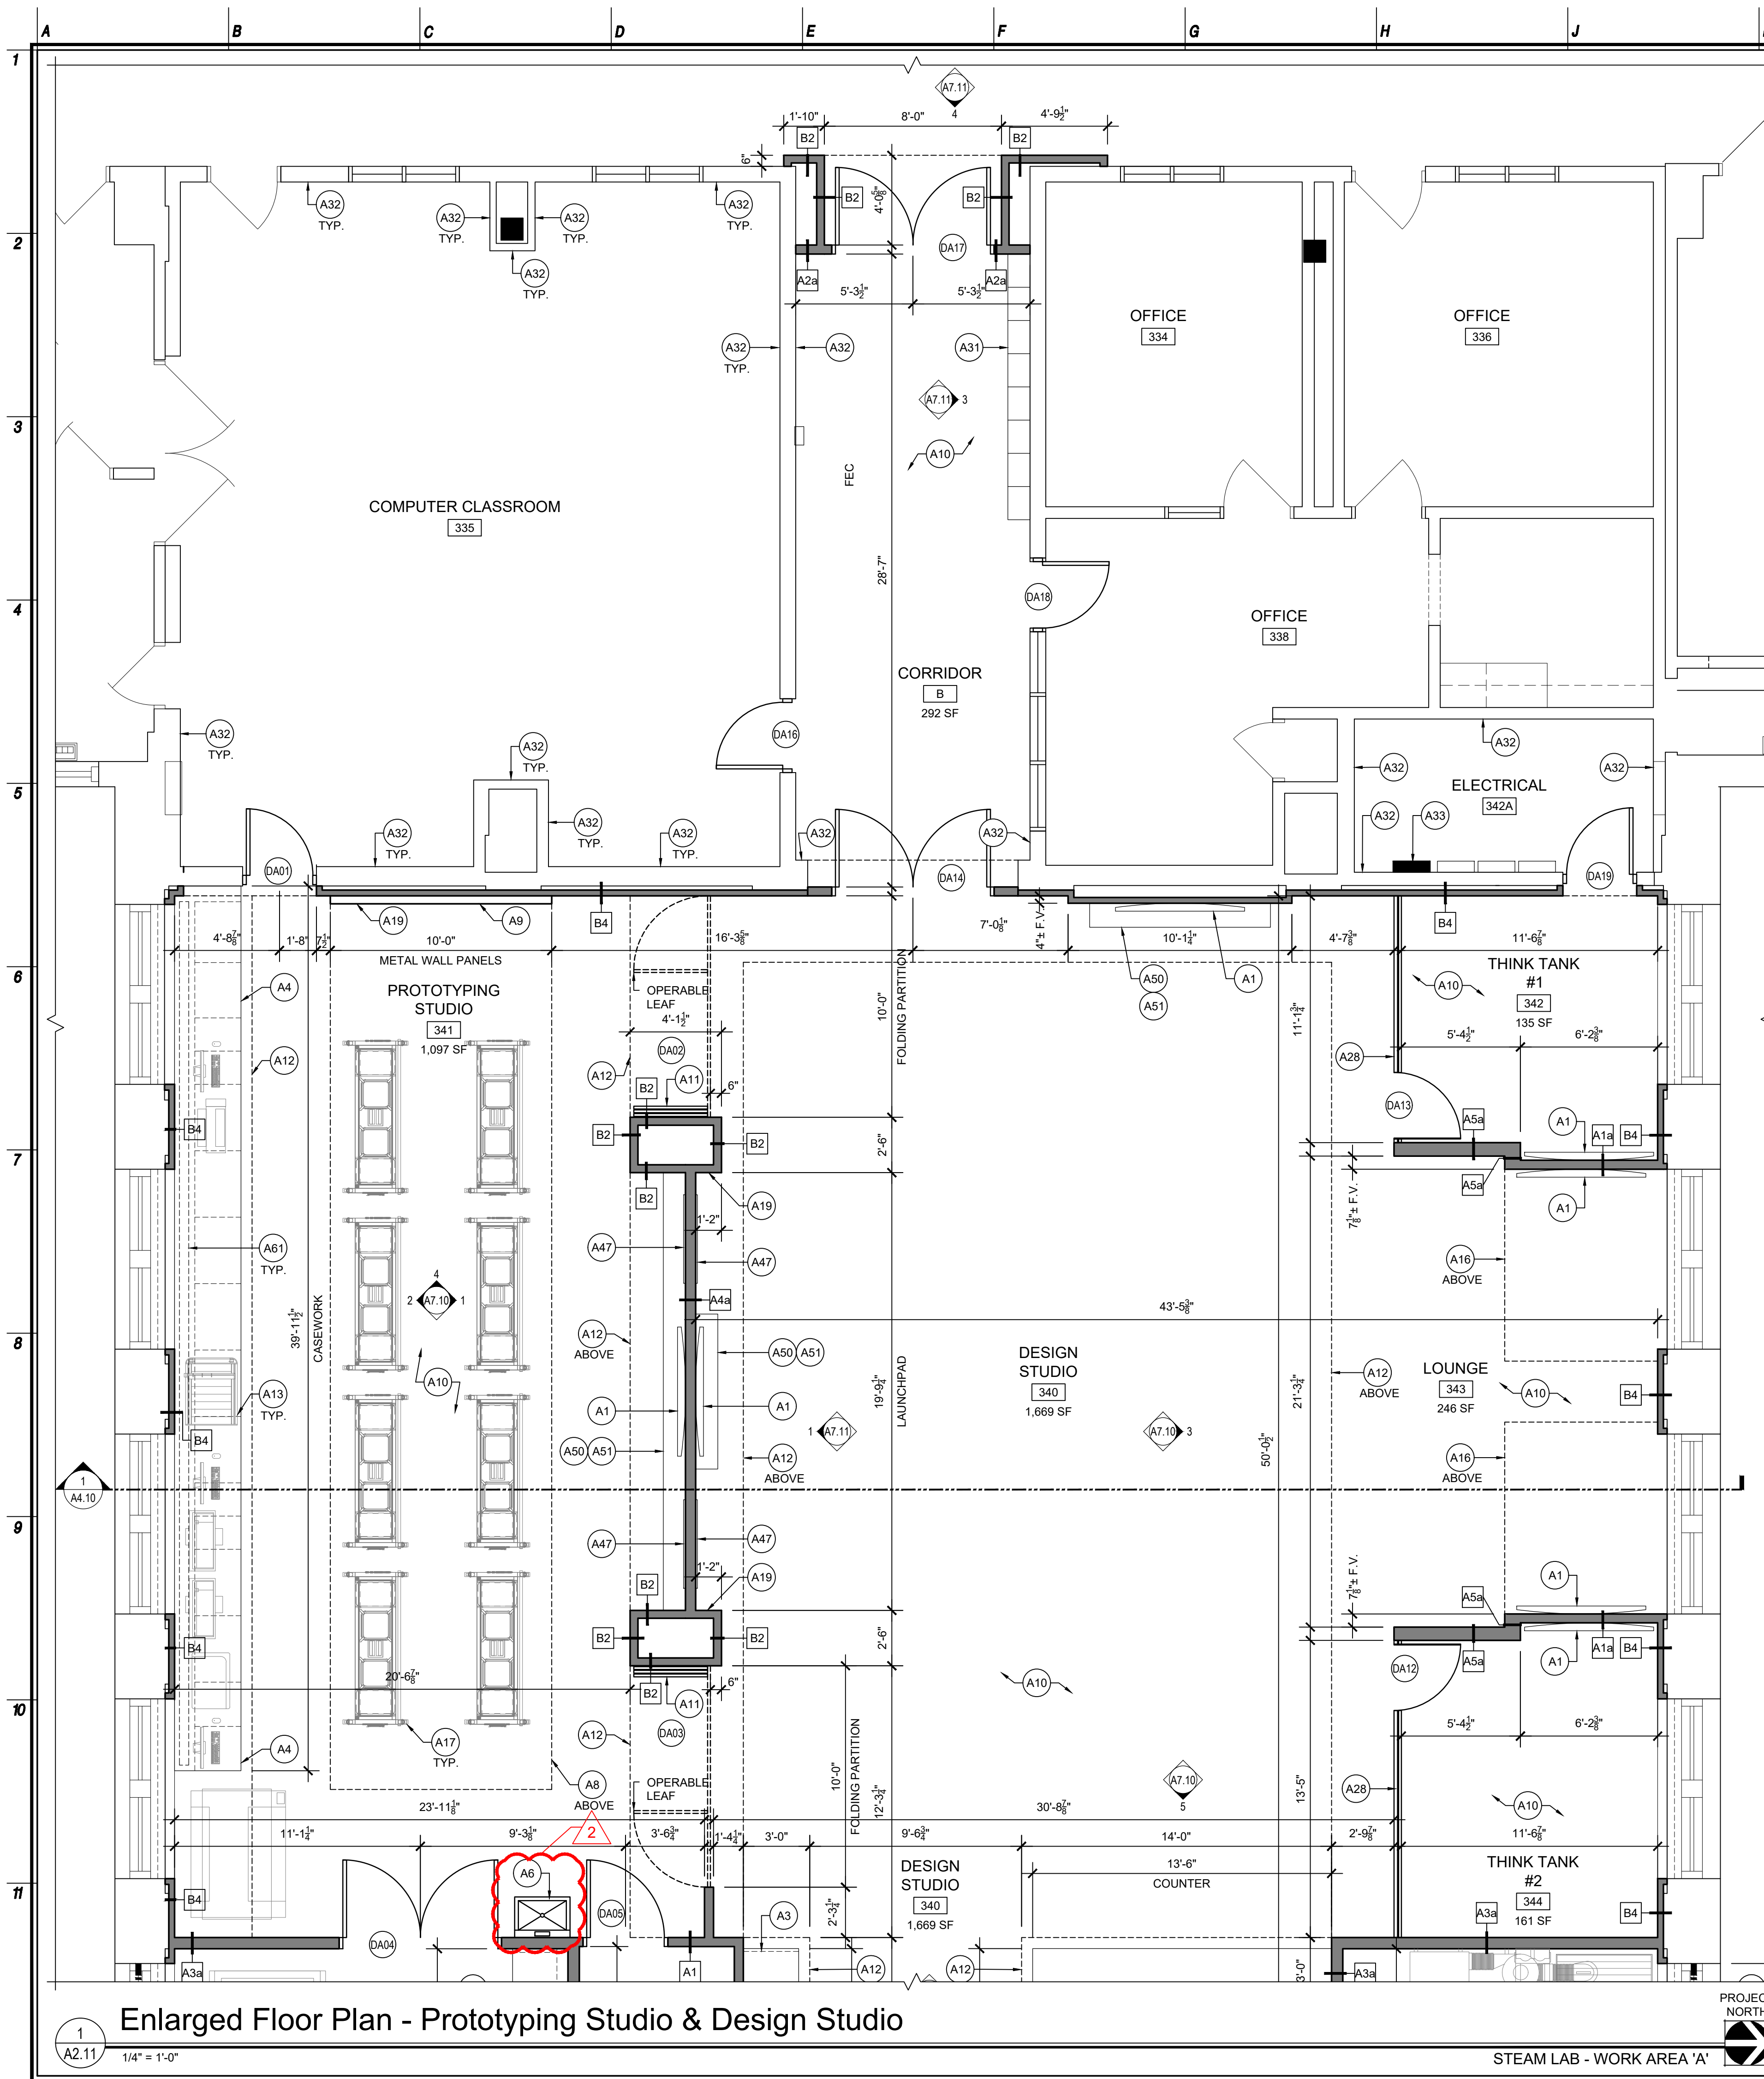 A B C D E F G H J
1
A7.11
4
1'-10" 8'-0" 4'-9½"
B2 B2
6"
B2 B2
4'-0⅝"
A32
TYP.
A32
TYP.
A32
TYP.
A32
TYP.
2
DA17
A32
TYP.
A2a A2a
5'-3½" 5'-3½"
OFFICE
334
OFFICE
336
A32
TYP.
A32 A31
A7.11 3
3
A10
FEC
COMPUTER CLASSROOM
335
28'-7"
DA18
4
OFFICE
338
CORRIDOR
B
292 SF
A32
TYP.
A32
TYP.
DA16
A32
A32 A32
5
ELECTRICAL
342A
A32
TYP.
A32
TYP.
A32
TYP.
A32 A32 A32 A33
DA01 DA14 DA19
A19 A9 B4 B4
7'-0⅛"
4"± F.V.
4'-8⅞" 1'-8" 7½" 10'-0" 16'-3⅝" 10'-1¼" 4'-7⅜" 11'-6⅞"
METAL WALL PANELS
THINK TANK
#1
342
135 SF
6
A4
PROTOTYPING
STUDIO
341
1,097 SF
OPERABLE
LEAF
4'-1½"
10'-0"
FOLDING PARTITION
A50
A51
A1
A10
11'-1¾"
5'-4½" 6'-2⅜"
A12 DA02 A28
A12 A11 6"
B2
DA13
B4 B2 B2 A5a A1 A1a B4
7
2'-6"
B2 A5a
A19 A1
1'-2"
7⅛"± F.V.
A61
TYP.
A47 A47
A16
ABOVE
4
2 A7.10 1
A4a
43'-5⅜"
39'-11½"
CASEWORK
8
A12
ABOVE
A50 A51
DESIGN
STUDIO
340
1,669 SF
A12
ABOVE
LOUNGE
343
246 SF
A10
B4
A10
A13
TYP.
A1 A1
19'-9¼"
LAUNCHPAD
21'-3¼"
B4
A50 A51
1 A7.11
A7.10 3
50'-0½"
A12
ABOVE
A16
ABOVE
1
A4.10
9
A47 A47
1'-2"
A19
7⅛"± F.V.
A1
B2 A5a
B4 B2 B2 A5a A1 A1a B4
2'-6"
20'-6⅞"
B2 6"
DA12
A11 A10
10
DA03
A12
A17
TYP.
5'-4½" 6'-2⅜"
A4
OPERABLE
LEAF
A8
ABOVE
10'-0"
FOLDING PARTITION
12'-3¼"
A7.10
5
13'-5"
A28
A10
23'-11⅛" 30'-8⅞"
2
11'-1¼" 9'-3⅛" 3'-6¾" 1'-4¼" 3'-0" 9'-6¾" 14'-0" 2'-9⅞" 11'-6⅞"
A6
DESIGN
STUDIO
340
1,669 SF
13'-6"
COUNTER
THINK TANK
#2
344
161 SF
11
B4 DA05 A3 2'-3¼" A3a B4
DA04
A3a A1 A12 A12 3'-0" A3a
1
A2.11
Enlarged Floor Plan - Prototyping Studio & Design Studio
1/4" = 1'-0"
STEAM LAB - WORK AREA 'A'
PROJEC
NORTH